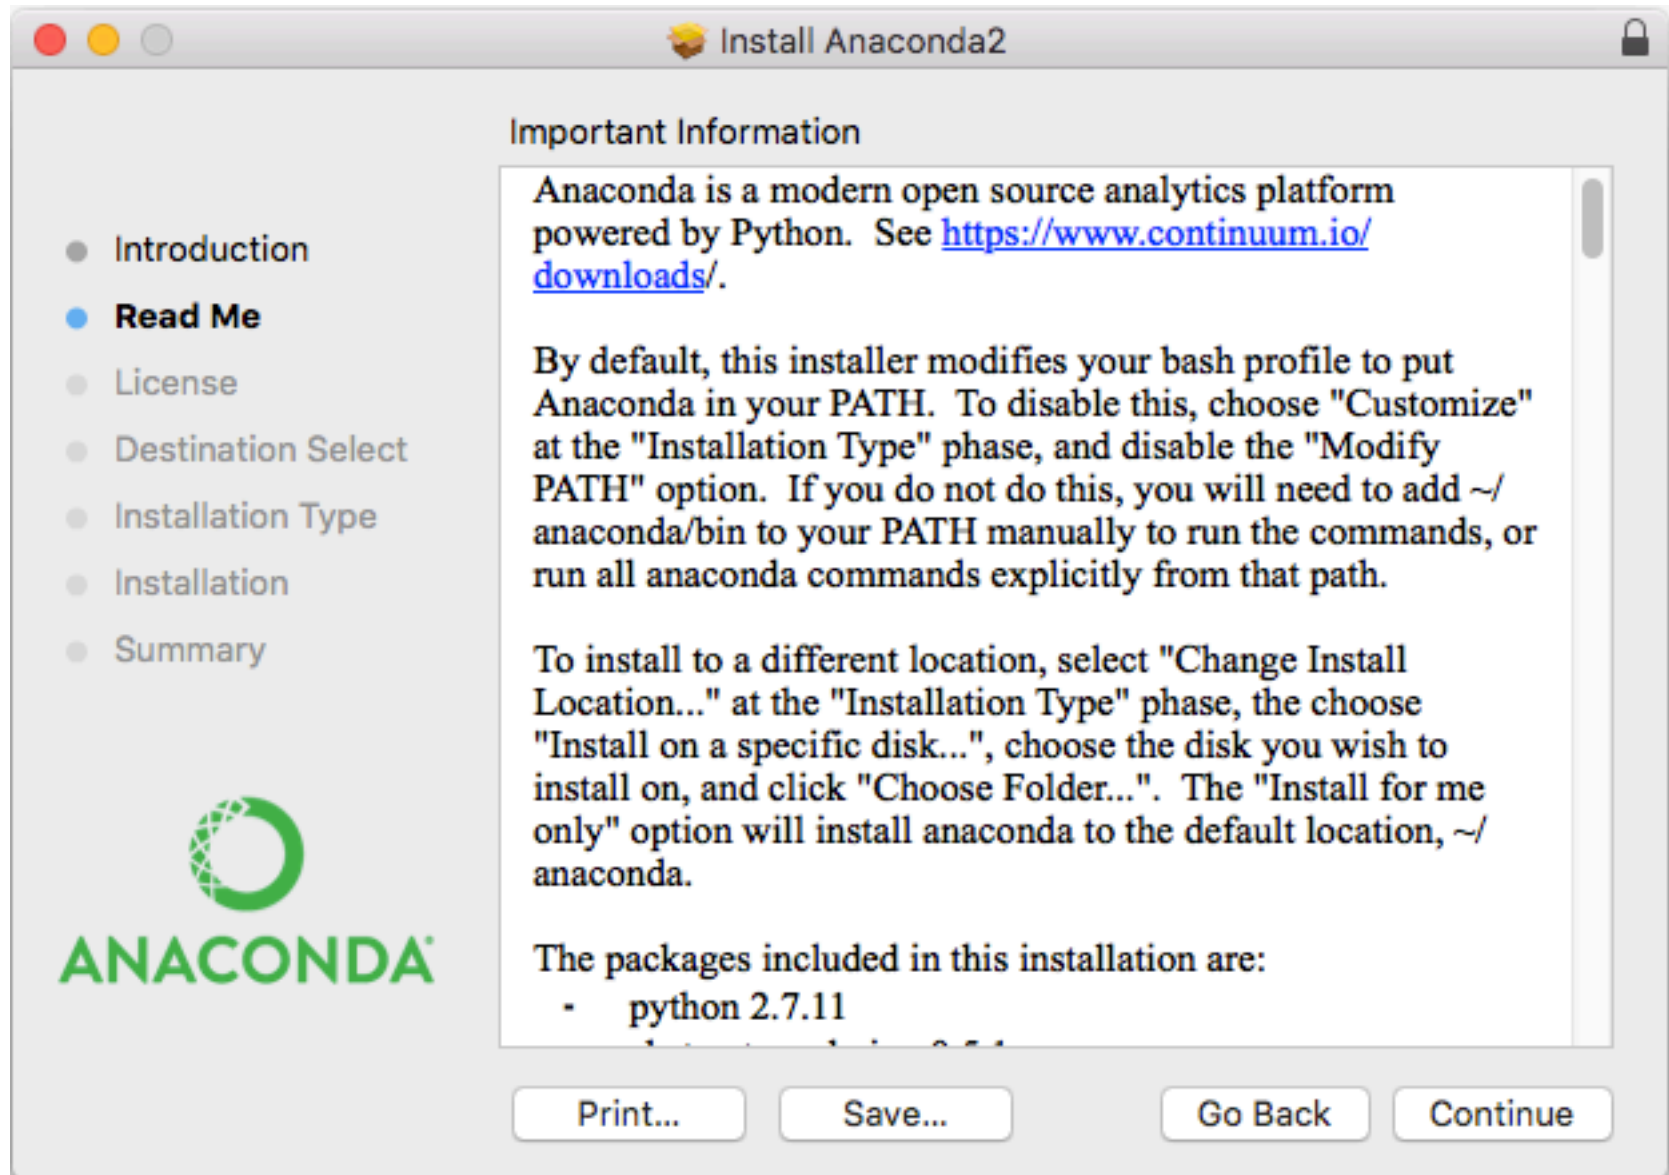 Install Anaconda2
Important Information
Introduction
Read Me
License
Destination Select
Installation Type
Installation
Summary
ANACONDA
Anaconda is a modern open source analytics platform
powered by Python.  See https://www.continuum.io/
downloads/.
By default, this installer modifies your bash profile to put
Anaconda in your PATH.  To disable this, choose "Customize"
at the "Installation Type" phase, and disable the "Modify
PATH" option.  If you do not do this, you will need to add ~/
anaconda/bin to your PATH manually to run the commands, or
run all anaconda commands explicitly from that path.
To install to a different location, select "Change Install
Location..." at the "Installation Type" phase, the choose
"Install on a specific disk...", choose the disk you wish to
install on, and click "Choose Folder...".  The "Install for me
only" option will install anaconda to the default location, ~/
anaconda.
The packages included in this installation are:
- python 2.7.11
Print...
Save...
Go Back
Continue